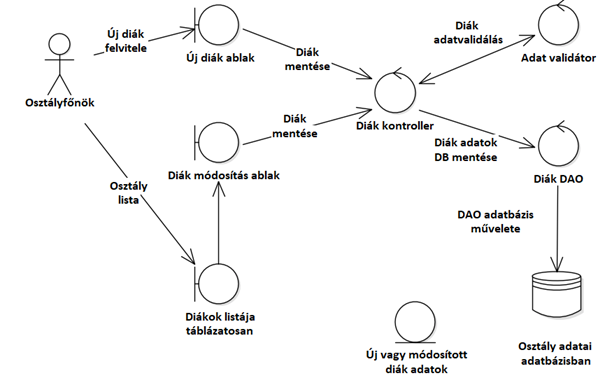 Új diák
felvitele
Új diák ablak
Diák
mentése
Diák
adatvalidálás
Adat validátor
Osztályfőnök
Diák kontroller
Diák
mentése
Diák adatok
DB mentése
Diák módosítás ablak
Diák DAO
Osztály
lista
DAO adatbázis
művelete
Diákok listája
táblázatosan
Új vagy módosított
diák adatok
Osztály adatai
adatbázisban